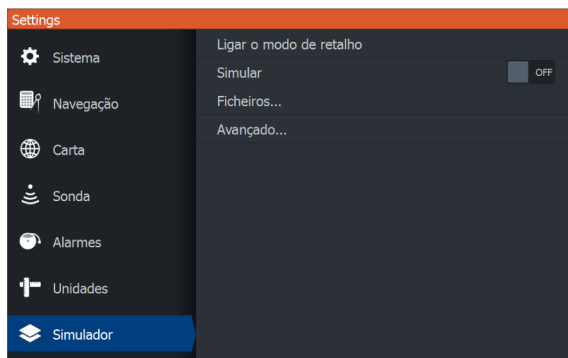 Settings
Sistema
Navegação
Carta
Sonda
Alarmes
Unidades
Simulador
Ligar o modo de retalho
Simular OFF
Ficheiros...
Avançado...